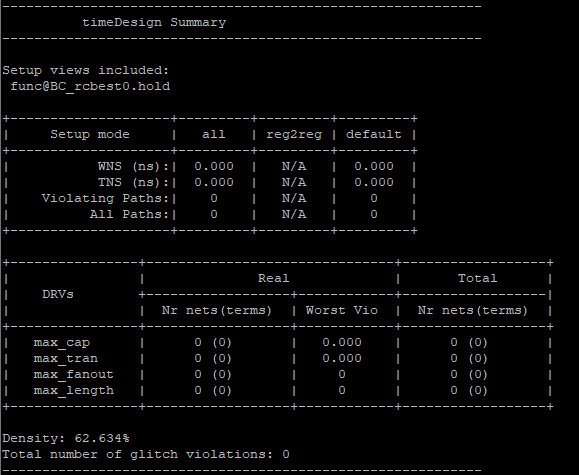 ------------------------------------------------------------
          timeDesign Summary
------------------------------------------------------------
Setup views included:
 func@BC_rcbest0.hold
+--------------------+---------+---------+---------+
|     Setup mode     |   all   | reg2reg | default |
+--------------------+---------+---------+---------+
|           WNS (ns):|  0.000  |   N/A   |  0.000  |
|           TNS (ns):|  0.000  |   N/A   |  0.000  |
|    Violating Paths:|    0    |   N/A   |    0    |
|          All Paths:|    0    |   N/A   |    0    |
+--------------------+---------+---------+---------+
+----------------+-------------------------------+------------------+
|                |              Real             |       Total      |
|    DRVs        +------------------+------------+------------------|
|                |  Nr nets(terms)  | Worst Vio  |  Nr nets(terms)  |
+----------------+------------------+------------+------------------+
|   max_cap      |      0 (0)       |   0.000    |      0 (0)       |
|   max_tran     |      0 (0)       |   0.000    |      0 (0)       |
|   max_fanout   |      0 (0)       |     0      |      0 (0)       |
|   max_length   |      0 (0)       |     0      |      0 (0)       |
+----------------+------------------+------------+------------------+
Density: 62.634%
Total number of glitch violations: 0
------------------------------------------------------------